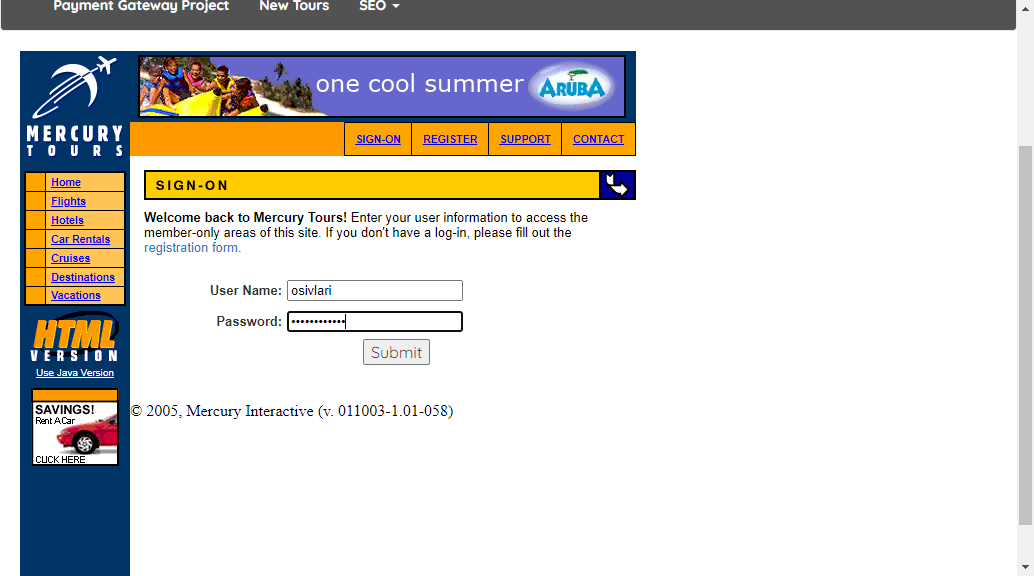 Payment Gateway Project New Tours SEO
one cool summer ARUBA
MERCURY
TOURS
SIGN-ON REGISTER SUPPORT CONTACT
Home
Flights
Hotels
Car Rentals
Cruises
Destinations
Vacations
HTML
VERSION
Use Java Version
SAVINGS!
Rent A Car
CLICK HERE
SIGN-ON
Welcome back to Mercury Tours! Enter your user information to access the
member-only areas of this site. If you don't have a log-in, please fill out the
registration form.
User Name: osivlari
Password: ••••••••••••
Submit
© 2005, Mercury Interactive (v. 011003-1.01-058)